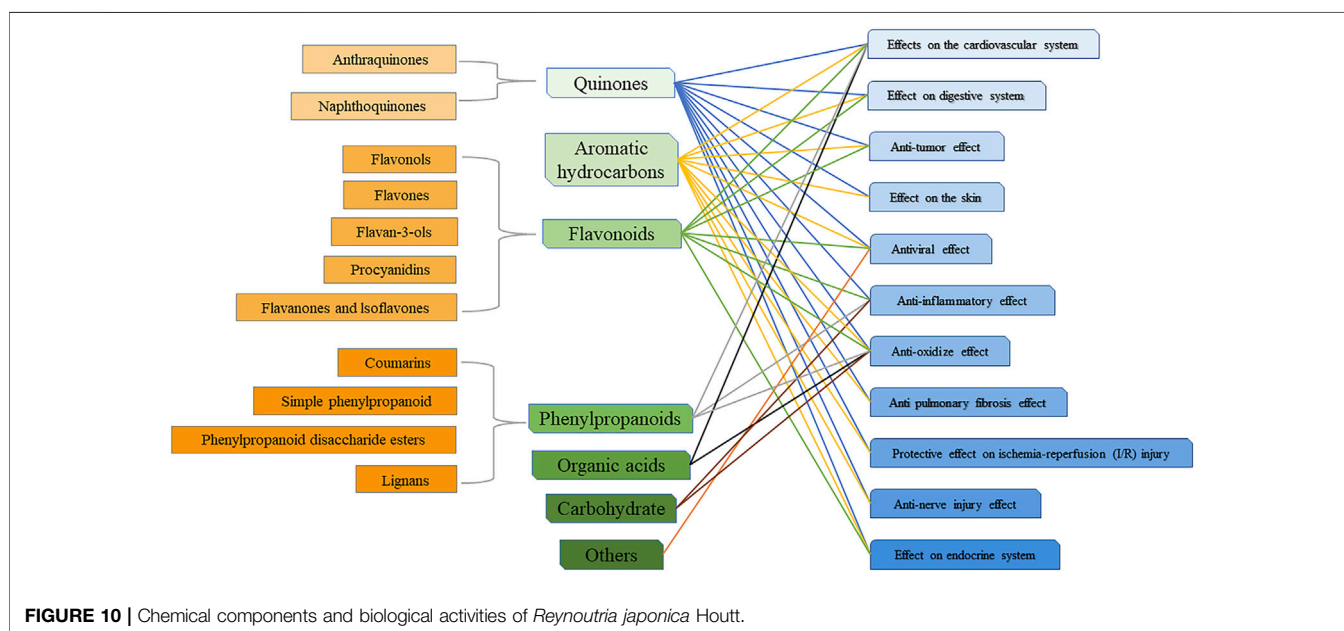 Anthraquinones
Naphthoquinones
Flavonols
Flavones
Flavan-3-ols
Procyanidins
Flavanones and Isoflavones
Coumarins
Simple phenylpropanoid
Phenylpropanoid disaccharide esters
Lignans
Quinones
Aromatic
hydrocarbons
Flavonoids
Phenylpropanoids
Organic acids
Carbohydrate
Others
Effects on the cardiovascular system
Effect on digestive system
Anti-tumor effect
Effect on the skin
Antiviral effect
Anti-inflammatory effect
Anti-oxidize effect
Anti pulmonary fibrosis effect
Protective effect on ischemia-reperfusion (I/R) injury
Anti-nerve injury effect
Effect on endocrine system
FIGURE 10 | Chemical components and biological activities of Reynoutria japonica Houtt.